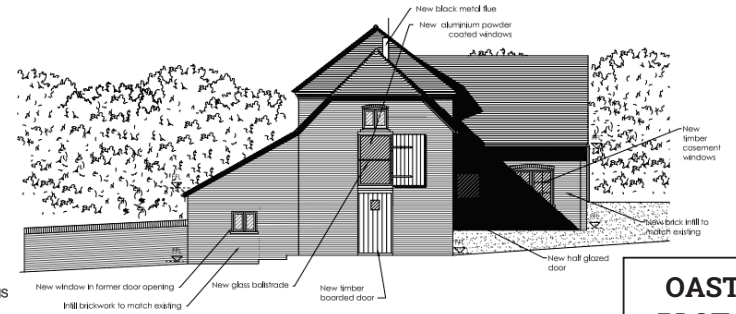 New black metal flue
New aluminium powder
coated windows
New
timber
casement
windows
New brick infill to
match existing
New half glazed
door
New window in former door opening
Infill brickwork to match existing
New glass balistrade
New timber
boarded door
OAST